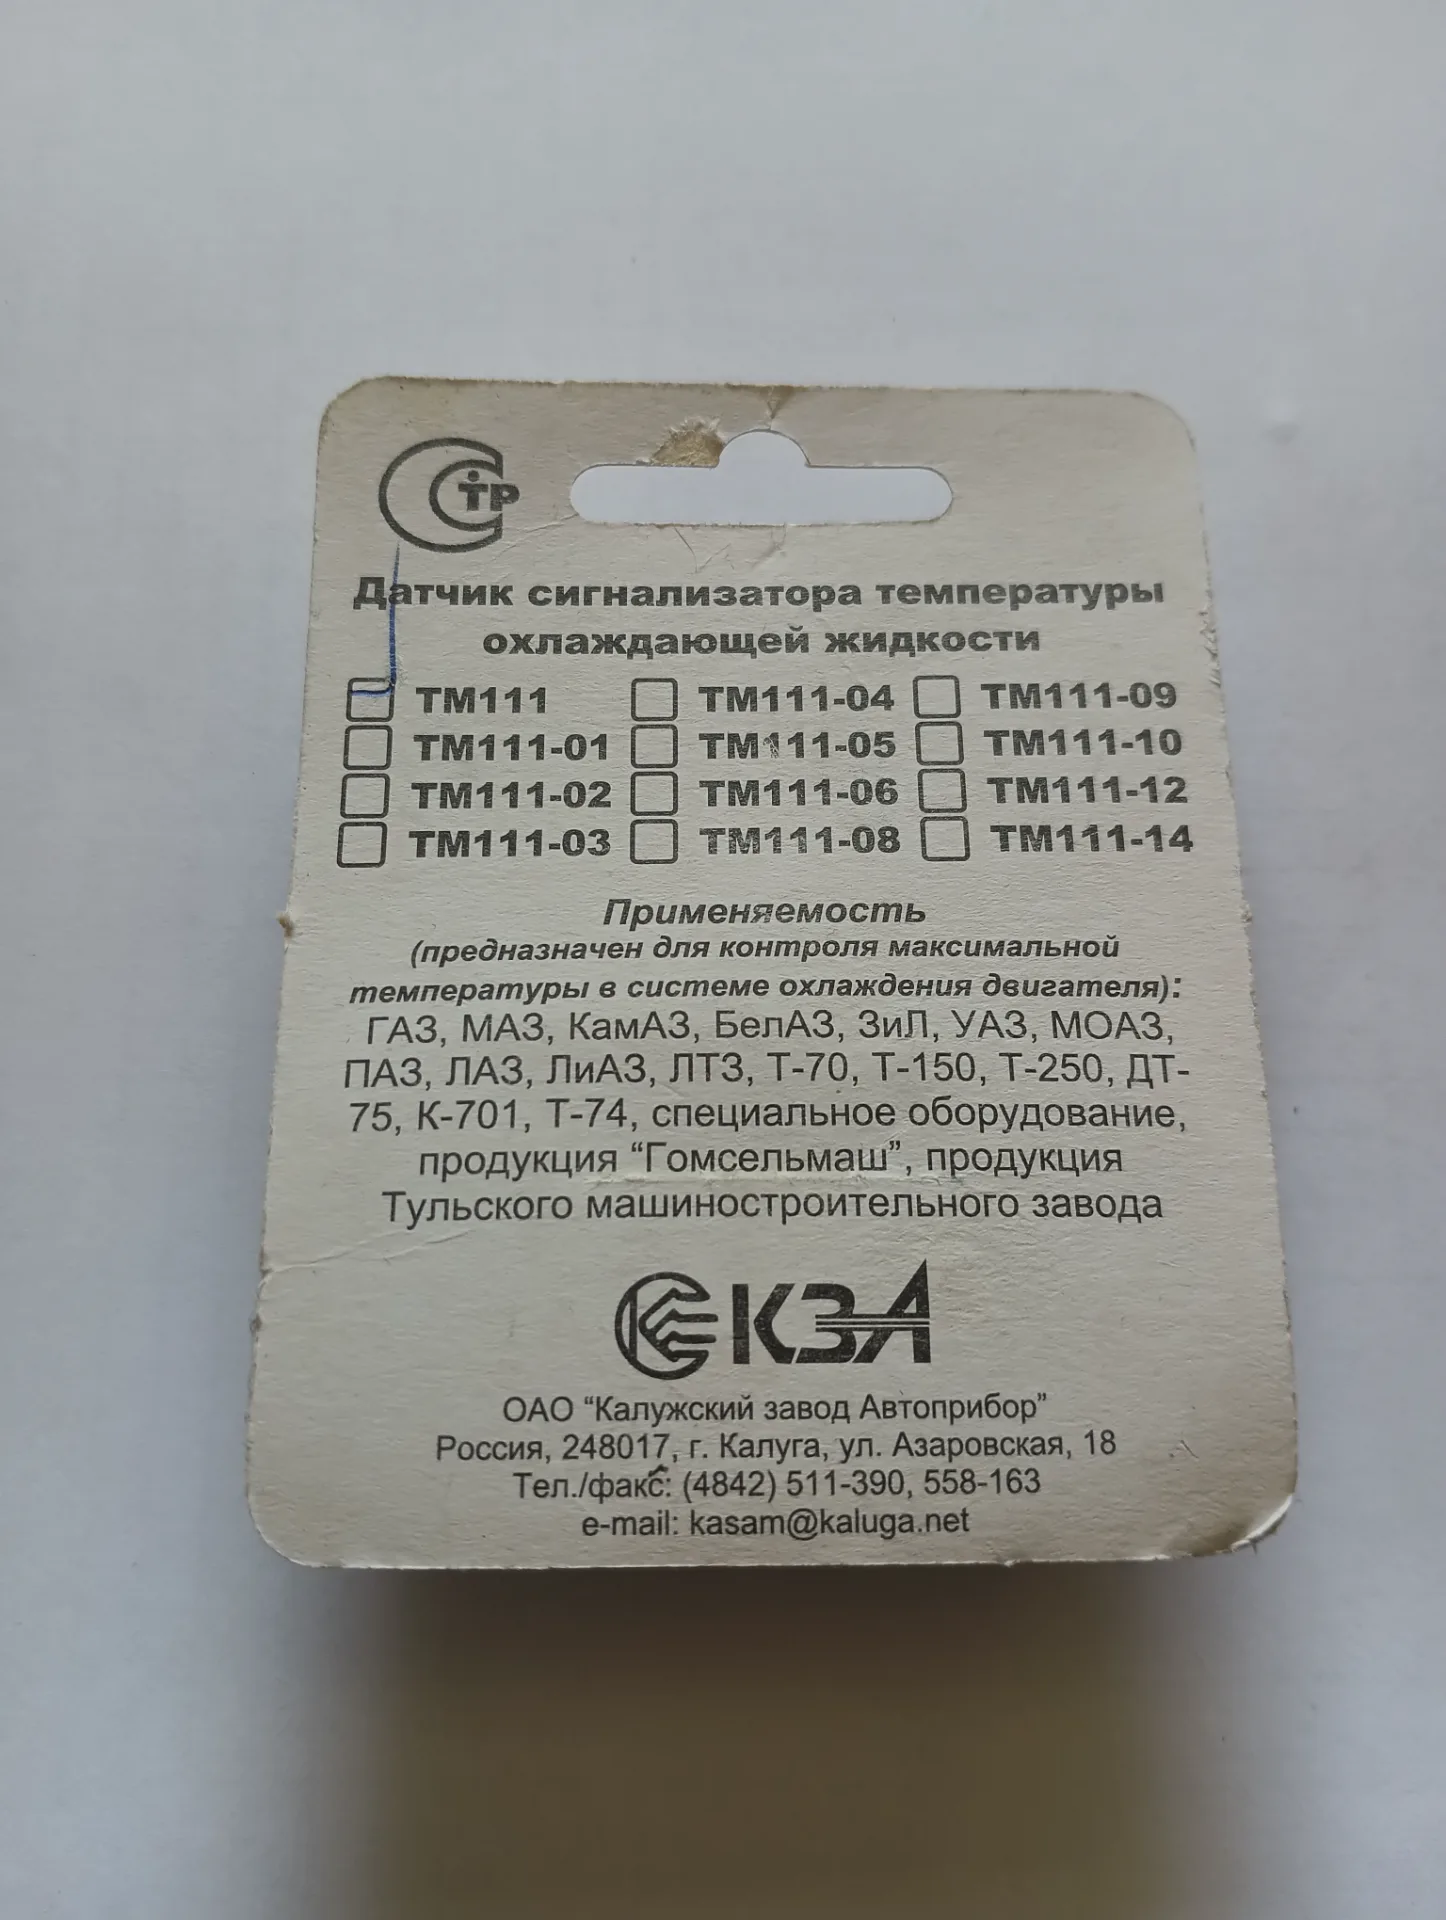 СТР
Датчик сигнализатора температуры
охлаждающей жидкости
ТМ111 ТМ111-04 ТМ111-09
ТМ111-01 ТМ111-05 ТМ111-10
ТМ111-02 ТМ111-06 ТМ111-12
ТМ111-03 ТМ111-08 ТМ111-14
Применяемость
(предназначен для контроля максимальной
температуры в системе охлаждения двигателя):
ГАЗ, МАЗ, КамАЗ, БелАЗ, ЗиЛ, УАЗ, МОАЗ,
ПАЗ, ЛАЗ, ЛиАЗ, ЛТЗ, Т-70, Т-150, Т-250, ДТ-
75, К-701, Т-74, специальное оборудование,
продукция “Гомсельмаш”, продукция
Тульского машиностроительного завода
КЗА
ОАО “Калужский завод Автоприбор”
Россия, 248017, г. Калуга, ул. Азаровская, 18
Тел./факс: (4842) 511-390, 558-163
e-mail: kasam@kaluga.net